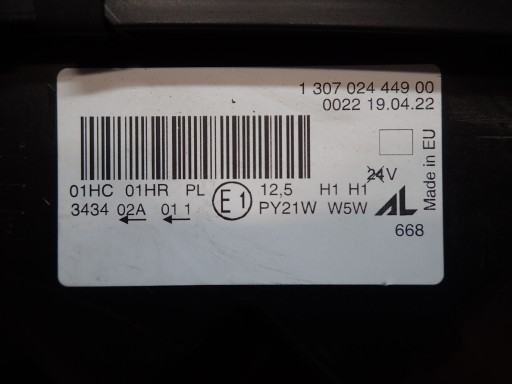 1 307 024 449 00
0022 19.04.22
Made in EU
24V
01HC 01HR PL E1 12,5 H1 H1
3434 02A 01 1 PY21W W5W AL
668